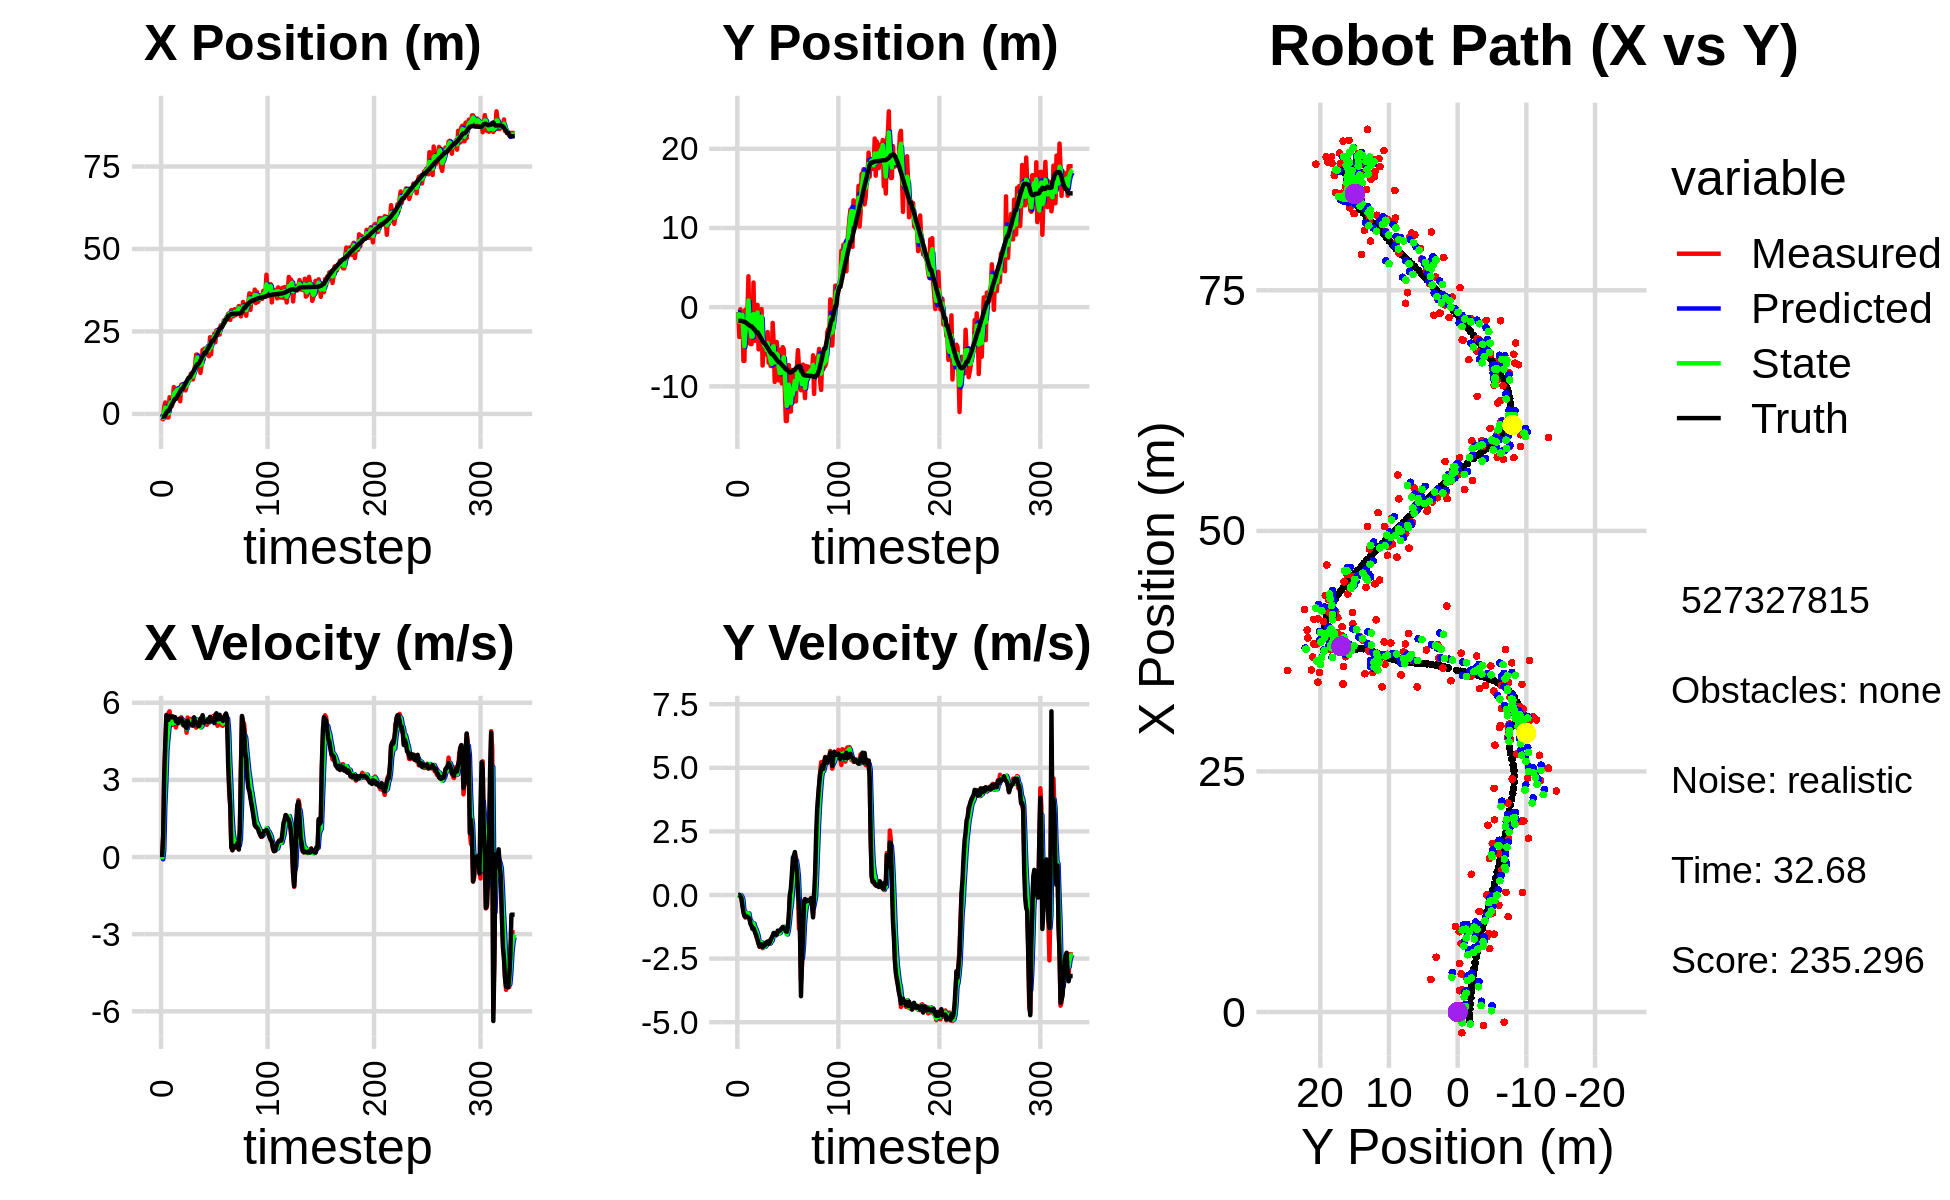 X Position (m)
75
50
25
0
0 100 200 300
timestep
Y Position (m)
20
10
0
-10
0 100 200 300
timestep
X Velocity (m/s)
6
3
0
-3
-6
0 100 200 300
timestep
Y Velocity (m/s)
7.5
5.0
2.5
0.0
-2.5
-5.0
0 100 200 300
timestep
Robot Path (X vs Y)
X Position (m)
75
50
25
0
20 10 0 -10 -20
Y Position (m)
variable
Measured
Predicted
State
Truth
527327815
Obstacles: none
Noise: realistic
Time: 32.68
Score: 235.296